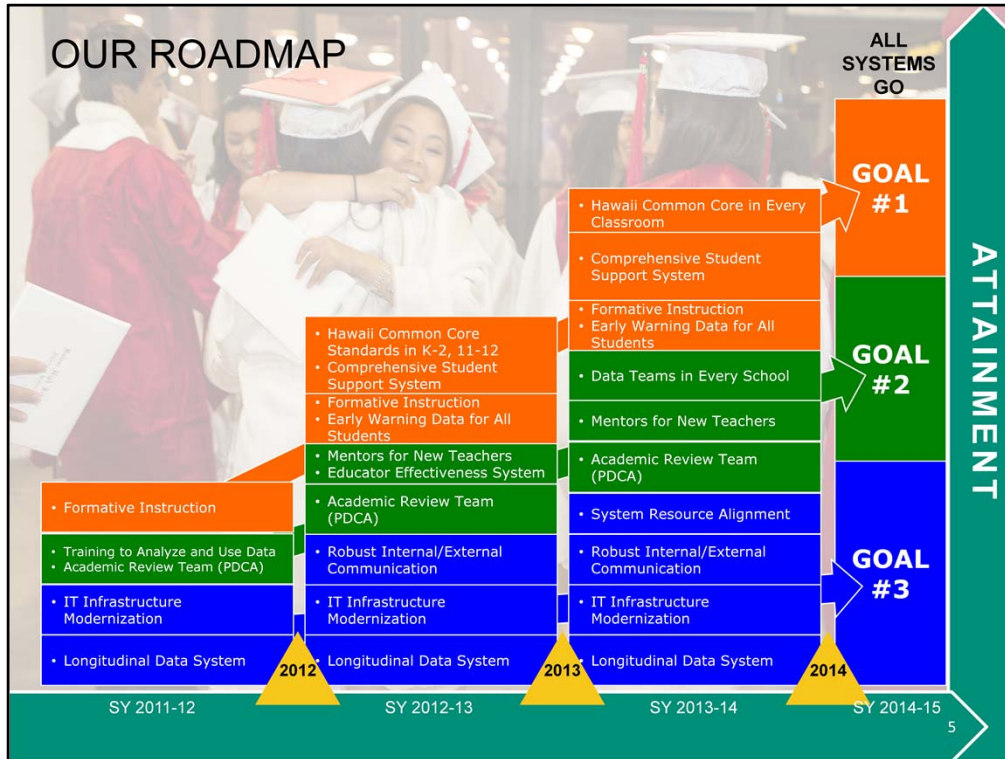 OUR ROADMAP
ALL
SYSTEMS
GO
• Formative Instruction
• Training to Analyze and Use Data
• Academic Review Team (PDCA)
• IT Infrastructure
Modernization
• Longitudinal Data System
• Hawaii Common Core
Standards in K-2, 11-12
• Comprehensive Student
Support System
• Formative Instruction
• Early Warning Data for All
Students
• Mentors for New Teachers
• Educator Effectiveness System
• Academic Review Team
(PDCA)
• Robust Internal/External
Communication
• IT Infrastructure
Modernization
• Longitudinal Data System
• Hawaii Common Core in Every
Classroom
• Comprehensive Student
Support System
• Formative Instruction
• Early Warning Data for All
Students
• Data Teams in Every School
• Mentors for New Teachers
• Academic Review Team
(PDCA)
• System Resource Alignment
• Robust Internal/External
Communication
• IT Infrastructure
Modernization
• Longitudinal Data System
GOAL
#1
GOAL
#2
GOAL
#3
ATTAINMENT
2012
2013
2014
SY 2011-12
SY 2012-13
SY 2013-14
SY 2014-15
5